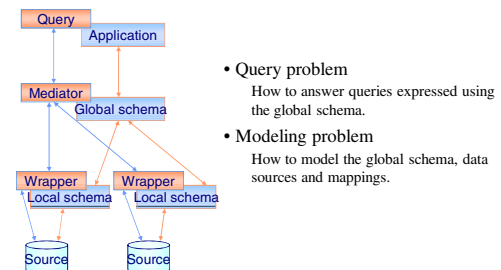 Query
Application
Mediator
Global schema
Wrapper
Local schema
Wrapper
Local schema
Source
Source
• Query problem
How to answer queries expressed using
the global schema.
• Modeling problem
How to model the global schema, data
sources and mappings.